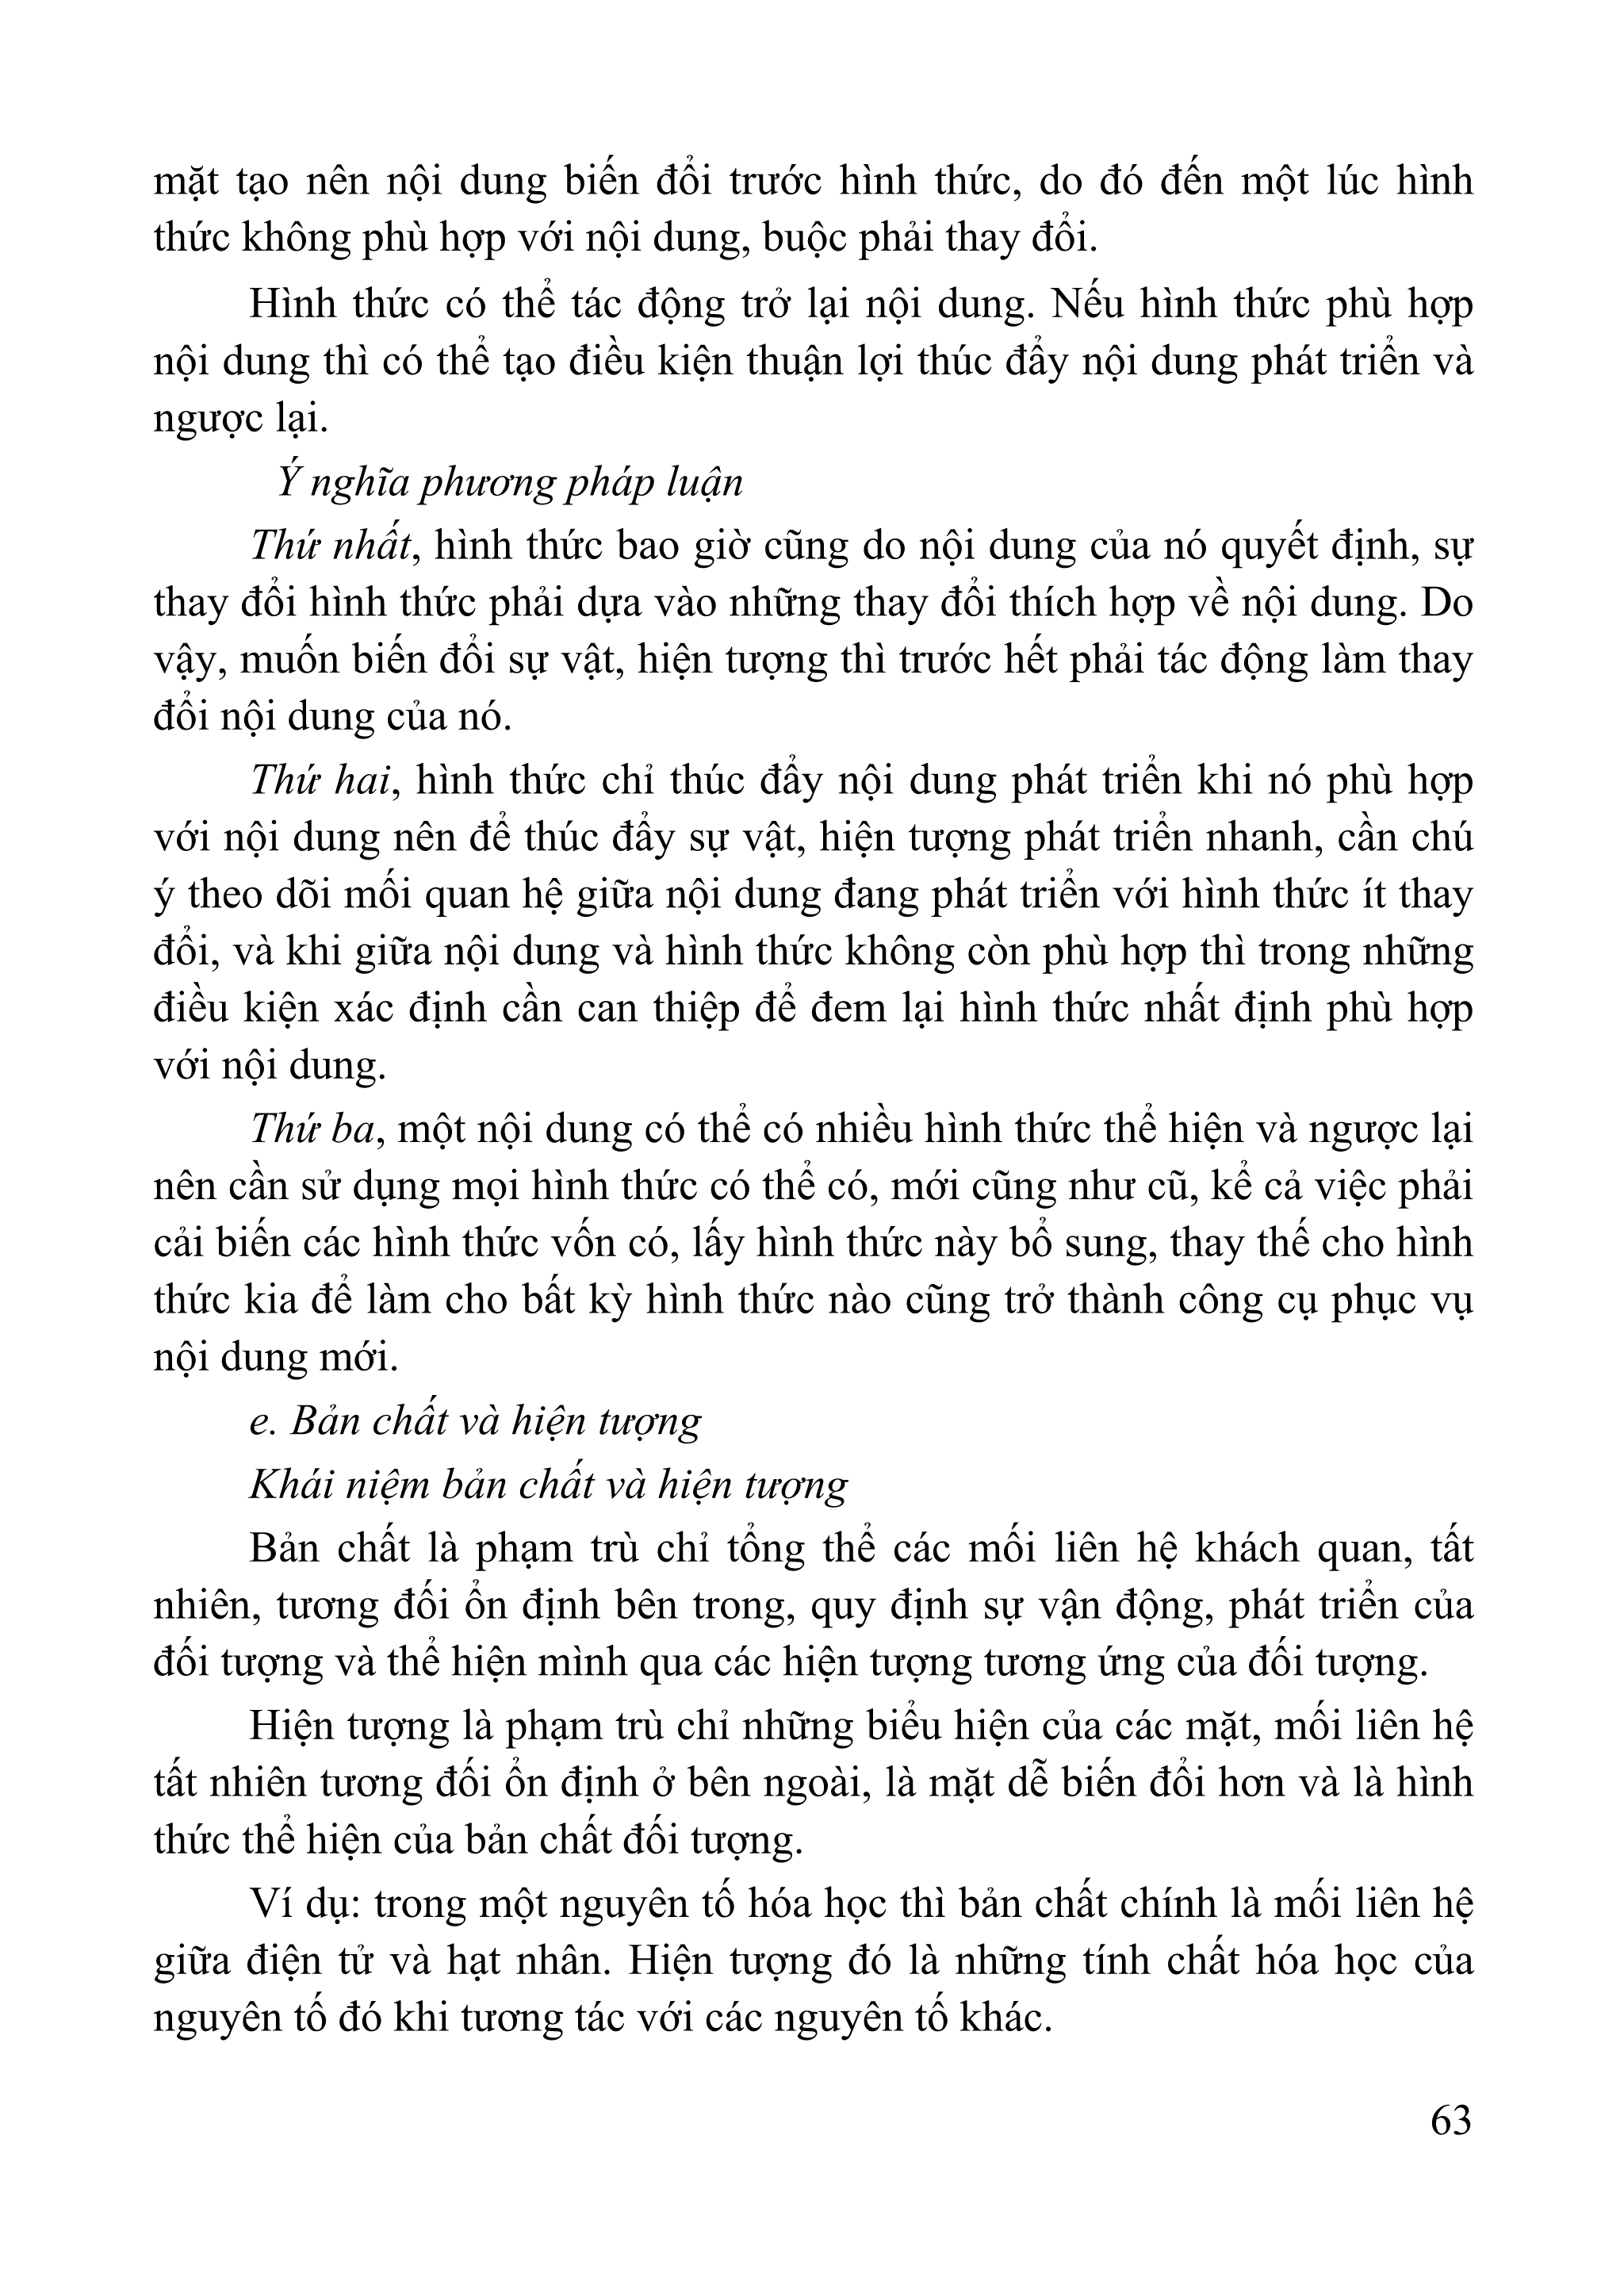 mặt tạo nên nội dung biến đổi trước hình thức, do đó đến một lúc hình
thức không phù hợp với nội dung, buộc phải thay đổi.
Hình thức có thể tác động trở lại nội dung. Nếu hình thức phù hợp
nội dung thì có thể tạo điều kiện thuận lợi thúc đẩy nội dung phát triển và
ngược lại.
Ý nghĩa phương pháp luận
Thứ nhất, hình thức bao giờ cũng do nội dung của nó quyết định, sự
thay đổi hình thức phải dựa vào những thay đổi thích hợp về nội dung. Do
vậy, muốn biến đổi sự vật, hiện tượng thì trước hết phải tác động làm thay
đổi nội dung của nó.
Thứ hai, hình thức chỉ thúc đẩy nội dung phát triển khi nó phù hợp
với nội dung nên để thúc đẩy sự vật, hiện tượng phát triển nhanh, cần chú
ý theo dõi mối quan hệ giữa nội dung đang phát triển với hình thức ít thay
đổi, và khi giữa nội dung và hình thức không còn phù hợp thì trong những
điều kiện xác định cần can thiệp để đem lại hình thức nhất định phù hợp
với nội dung.
Thứ ba, một nội dung có thể có nhiều hình thức thể hiện và ngược lại
nên cần sử dụng mọi hình thức có thể có, mới cũng như cũ, kể cả việc phải
cải biến các hình thức vốn có, lấy hình thức này bổ sung, thay thế cho hình
thức kia để làm cho bất kỳ hình thức nào cũng trở thành công cụ phục vụ
nội dung mới.
e. Bản chất và hiện tượng
Khái niệm bản chất và hiện tượng
Bản chất là phạm trù chỉ tổng thể các mối liên hệ khách quan, tất
nhiên, tương đối ổn định bên trong, quy định sự vận động, phát triển của
đối tượng và thể hiện mình qua các hiện tượng tương ứng của đối tượng.
Hiện tượng là phạm trù chỉ những biểu hiện của các mặt, mối liên hệ
tất nhiên tương đối ổn định ở bên ngoài, là mặt dễ biến đổi hơn và là hình
thức thể hiện của bản chất đối tượng.
Ví dụ: trong một nguyên tố hóa học thì bản chất chính là mối liên hệ
giữa điện tử và hạt nhân. Hiện tượng đó là những tính chất hóa học của
nguyên tố đó khi tương tác với các nguyên tố khác.
63